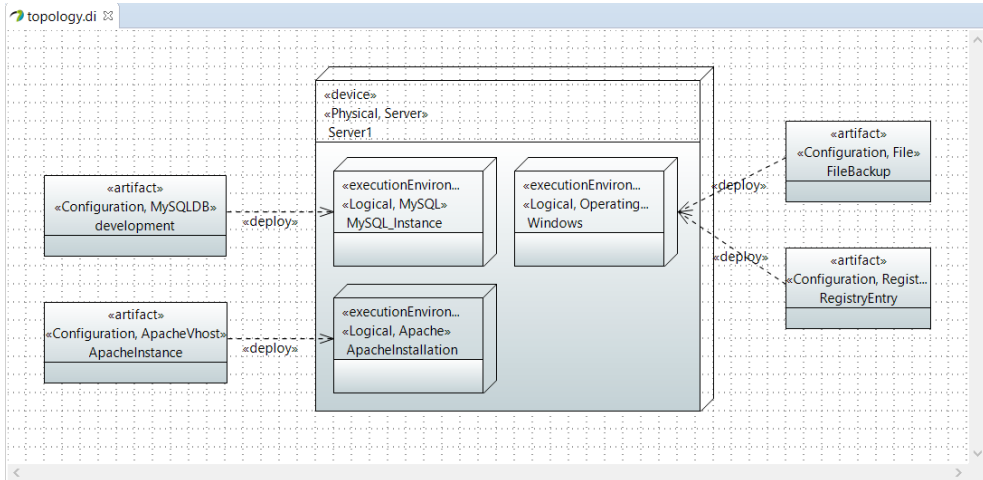 topology.di
«device»
«Physical, Server»
Server1
«executionEnviron...
«Logical, MySQL»
MySQL_Instance
«executionEnviron...
«Logical, Operating...
Windows
«executionEnviron...
«Logical, Apache»
ApacheInstallation
«artifact»
«Configuration, MySQLDB»
development
«deploy»
«artifact»
«Configuration, ApacheVhost»
ApacheInstance
«deploy»
«artifact»
«Configuration, File»
FileBackup
«deploy»
«artifact»
«Configuration, Regist...
RegistryEntry
«deploy»